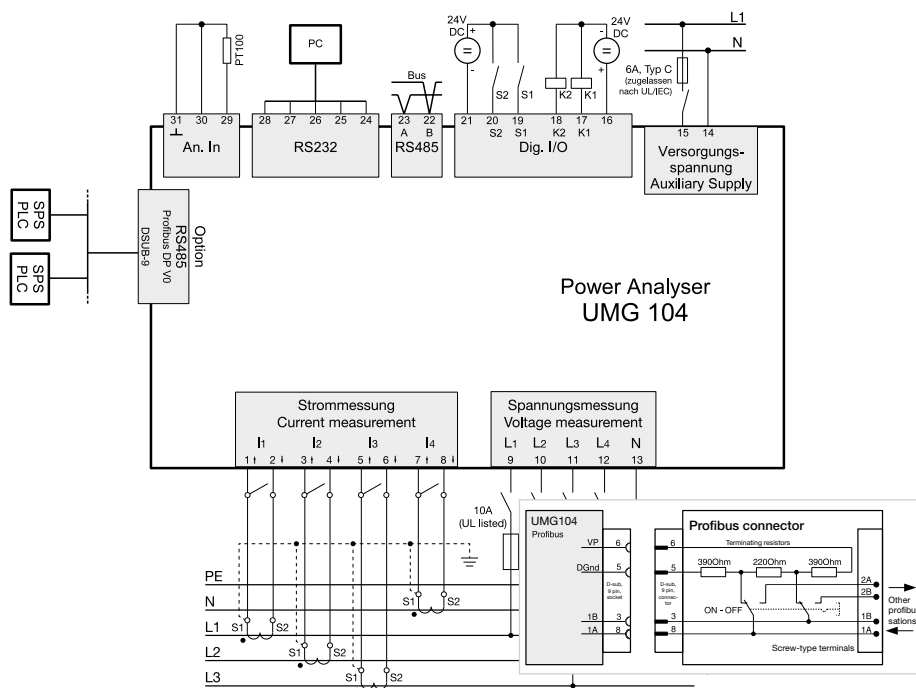 24V
DC
+
-
24V
DC
-
+
L1
N
PT100
PC
Bus
S2
S1
K2
K1
6A, Typ C
(zugelassen
nach UL/IEC)
31
30
29
An. In
28
27
26
25
24
RS232
23
22
A
B
RS485
21
20
19
18
17
16
S2
S1
K2
K1
Dig. I/O
15
14
Versorgungs-
spannung
Auxiliary Supply
SPS
PLC
SPS
PLC
Option
RS485
Profibus DP V0
DSUB-9
Power Analyser
UMG 104
Strommessung
Current measurement
I1
I2
I3
I4
1
2
3
4
5
6
7
8
Spannungsmessung
Voltage measurement
L1
L2
L3
L4
N
9
10
11
12
13
10A
(UL listed)
PE
N
L1
L2
L3
S1
S2
S1
S2
S1
S2
S1
S2
UMG104
Profibus
VP
6
DGnd
5
1B
3
1A
8
D-sub,
9 pin,
socket
D-sub,
9 pin,
connec-
tor
Profibus connector
6
Terminating resistors
390Ohm
220Ohm
390Ohm
5
2A
2B
ON - OFF
3
1B
8
1A
Screw-type terminals
Other
profibu
sations